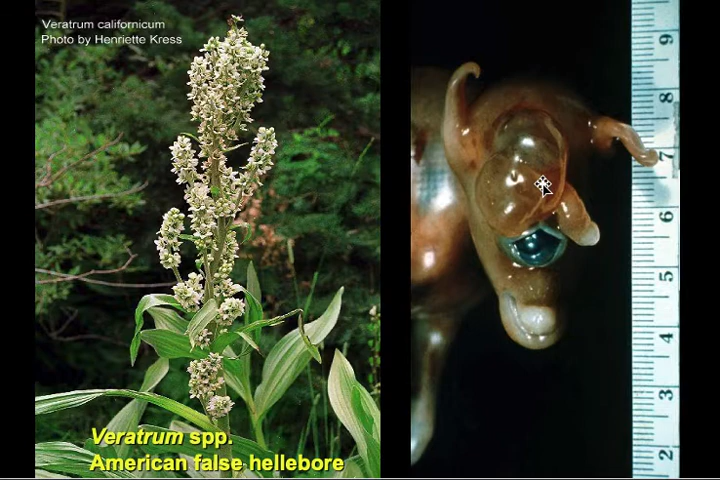 Veratrum californicum
Photo by Henriette Kress
Veratrum spp.
American false hellebore
9
8
7
6
5
4
3
2